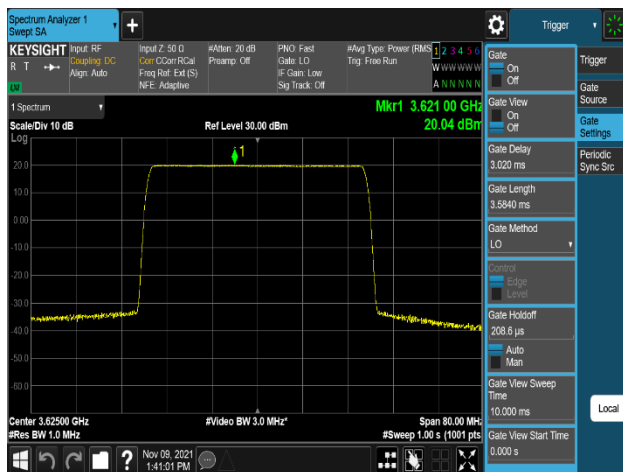 Spectrum Analyzer 1
Swept SA
Trigger
KEYSIGHT
R T
LXI
Input: RF
Coupling: DC
Align: Auto
Input Z: 50 Ω
Corr CCorr RCal
Freq Ref: Ext (S)
NFE: Adaptive
#Atten: 20 dB
Preamp: Off
PNO: Fast
Gate: LO
IF Gain: Low
Sig Track: Off
#Avg Type: Power (RMS
Trig: Free Run
1 2 3 4 5 6
W W W W W W
A N N N N N
1 Spectrum
Scale/Div 10 dB
Ref Level 30.00 dBm
Mkr1 3.621 00 GHz
20.04 dBm
Log
1
20.0
10.0
0.00
-10.0
-20.0
-30.0
-40.0
-50.0
-60.0
Center 3.62500 GHz
#Res BW 1.0 MHz
#Video BW 3.0 MHz*
Span 80.00 MHz
#Sweep 1.00 s (1001 pts)
Nov 09, 2021
1:41:01 PM
Gate
On
Off
Gate View
On
Off
Gate Delay
3.020 ms
Gate Length
3.5840 ms
Gate Method
LO
Control
Edge
Level
Gate Holdoff
208.6 µs
Auto
Man
Gate View Sweep
Time
10.000 ms
Gate View Start Time
0.000 s
Trigger
Gate
Source
Gate
Settings
Periodic
Sync Src
Local